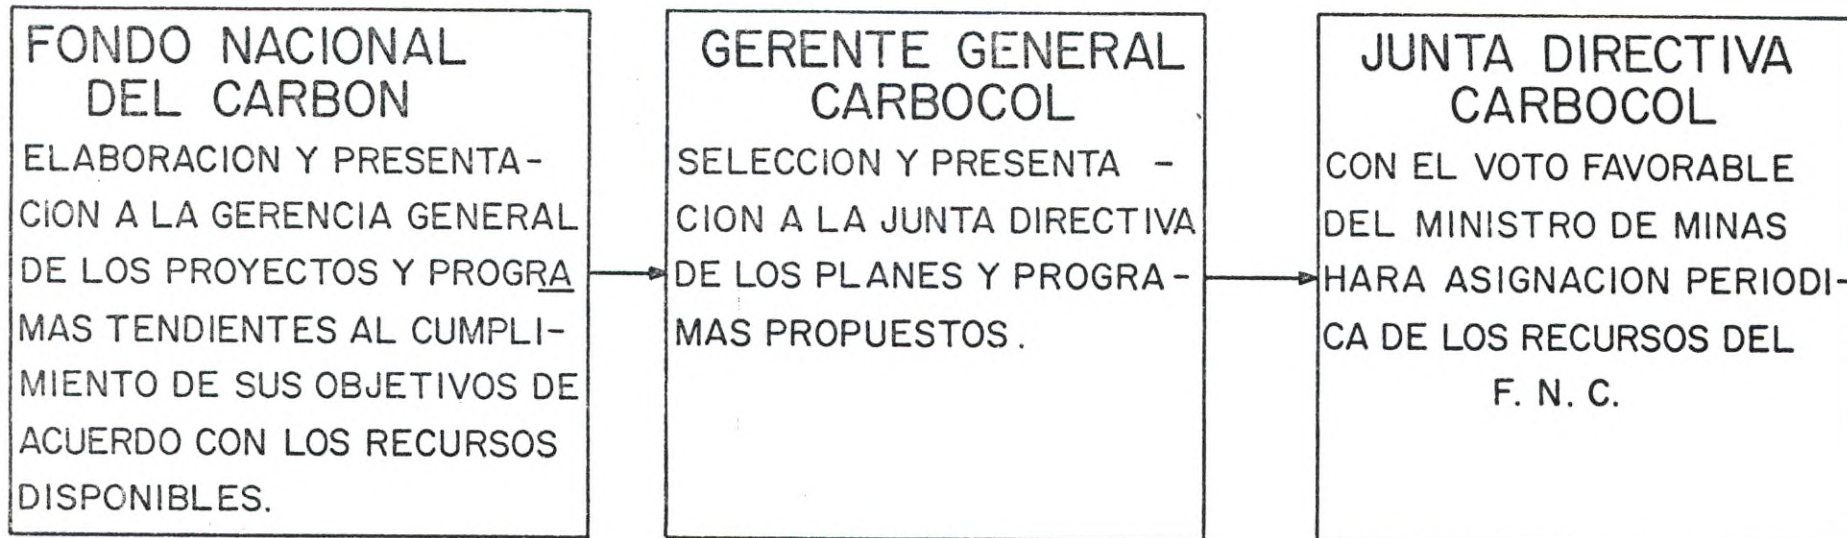 FONDO NACIONAL
DEL CARBON
ELABORACION Y PRESENTA-
CION A LA GERENCIA GENERAL
DE LOS PROYECTOS Y PROGRA
MAS TENDIENTES AL CUMPLI-
MIENTO DE SUS OBJETIVOS DE
ACUERDO CON LOS RECURSOS
DISPONIBLES.
GERENTE GENERAL
CARBOCOL
SELECCION Y PRESENTA -
CION A LA JUNTA DIRECTIVA
DE LOS PLANES Y PROGRA-
MAS PROPUESTOS.
JUNTA DIRECTIVA
CARBOCOL
CON EL VOTO FAVORABLE
DEL MINISTRO DE MINAS
HARA ASIGNACION PERIODI-
CA DE LOS RECURSOS DEL
F. N. C.